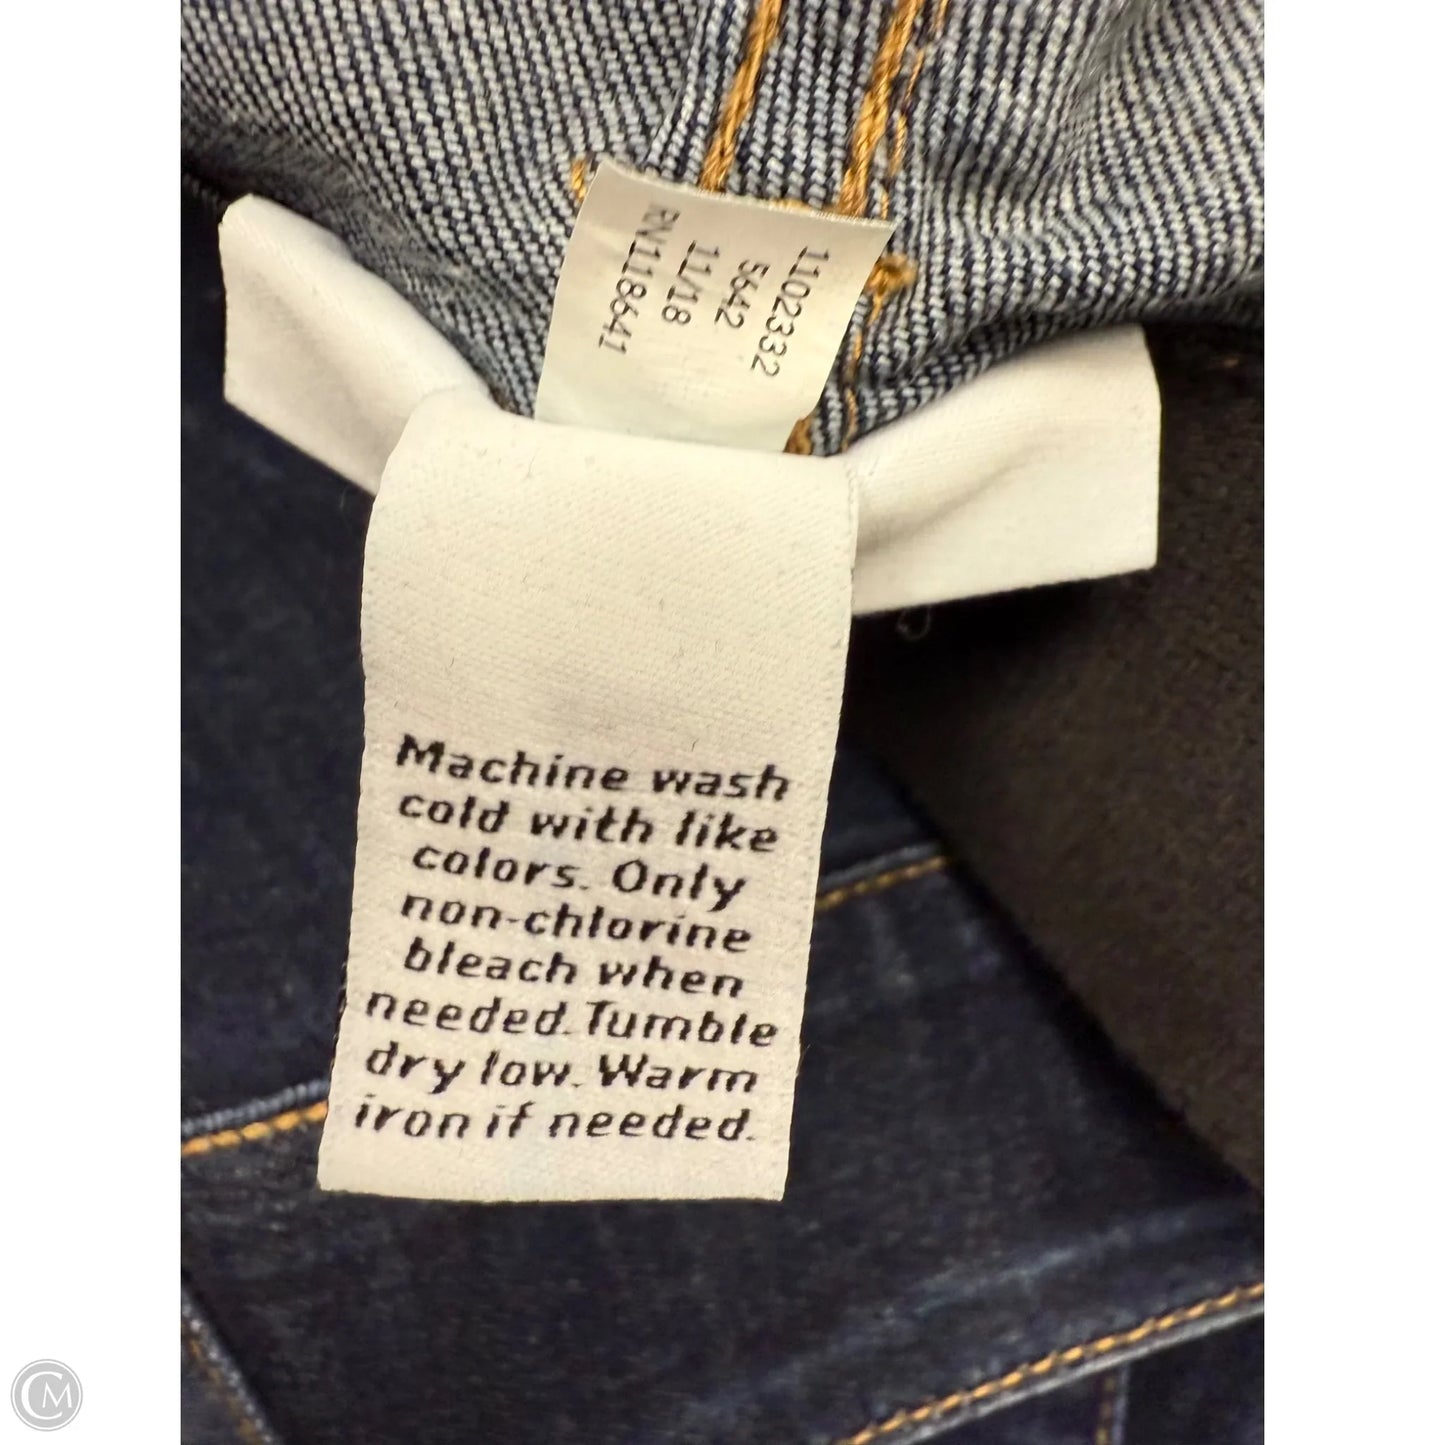 1102332
5642
11/18
RN118641
Machine wash
cold with like
colors. Only
non-chlorine
bleach when
needed. Tumble
dry low. Warm
iron if needed.
CM